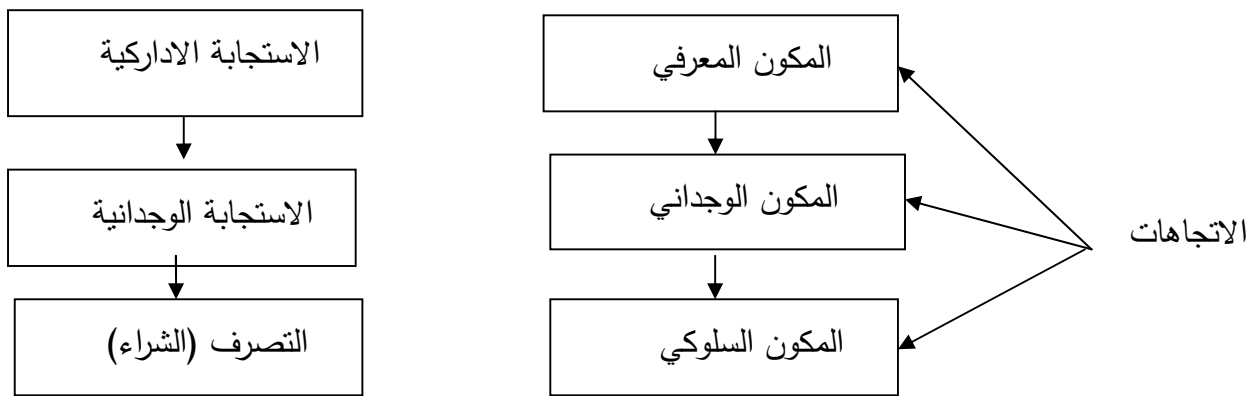 الاتجاهات
المكون المعرفي
المكون الوجداني
المكون السلوكي
الاستجابة الاداركية
الاستجابة الوجدانية
التصرف (الشراء)